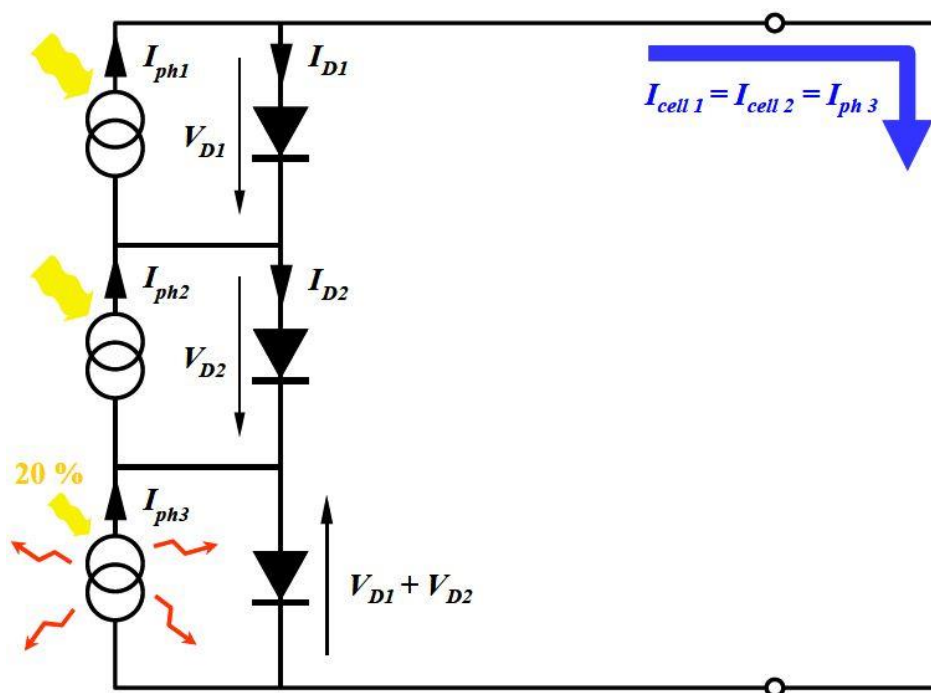 I_ph1
I_D1
V_D1
I_cell 1 = I_cell 2 = I_ph 3
I_ph2
I_D2
V_D2
20 %
I_ph3
V_D1 + V_D2